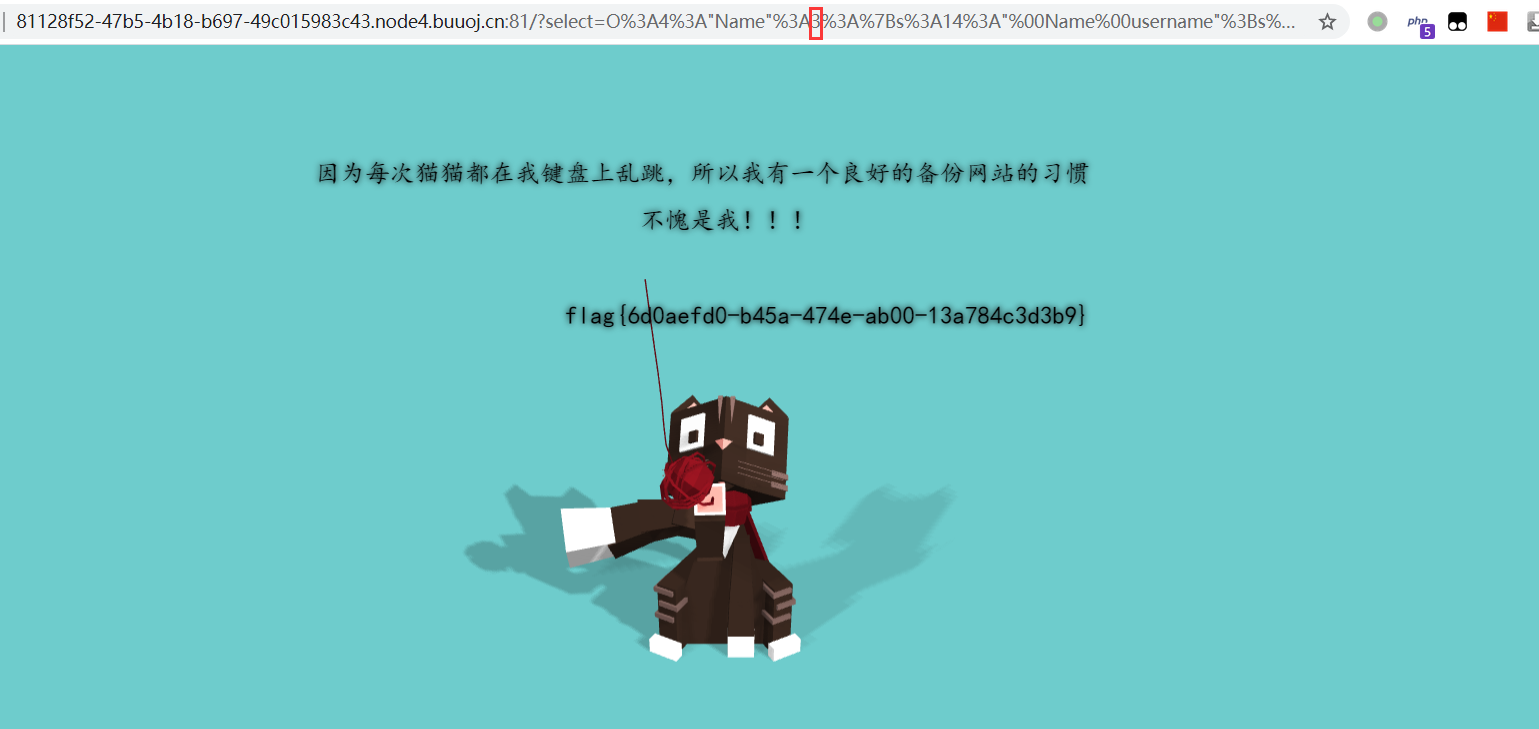 81128f52-47b5-4b18-b697-49c015983c43.node4.buuoj.cn:81/?select=O%3A4%3A"Name"%3A3%3A%7Bs%3A14%3A"%00Name%00username"%3Bs%...
php
5
因为每次猫猫都在我键盘上乱跳，所以我有一个良好的备份网站的习惯
不愧是我！！！
flag{6d0aefd0-b45a-474e-ab00-13a784c3d3b9}